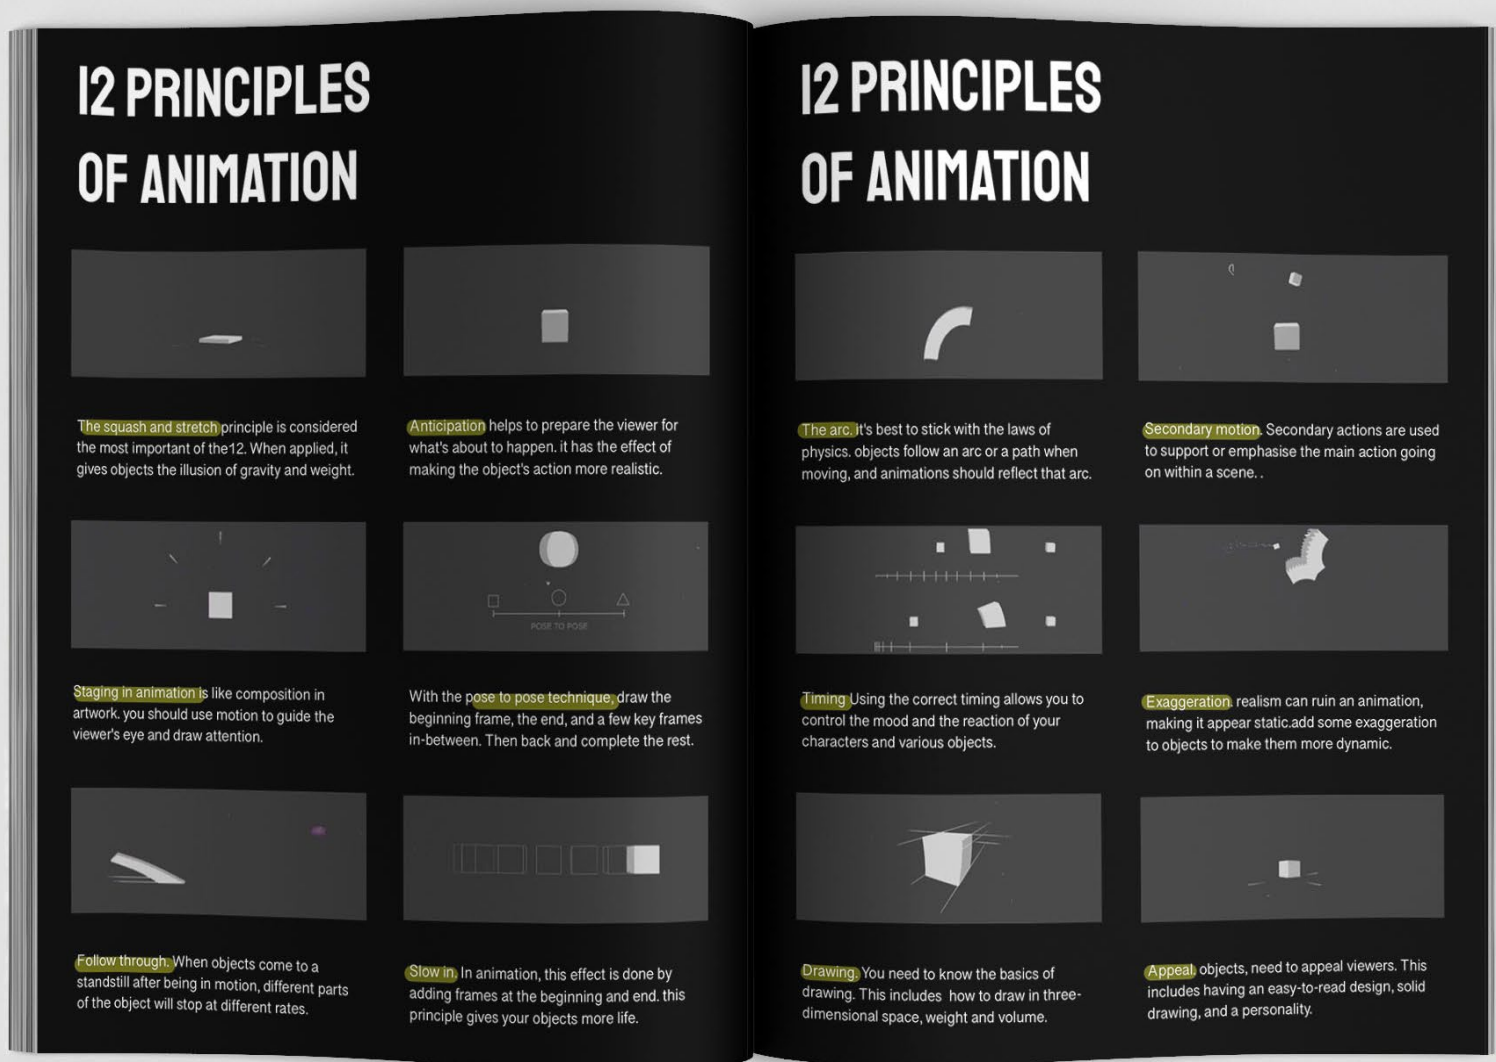 12 PRINCIPLES
OF ANIMATION
The squash and stretch principle is considered
the most important of the12. When applied, it
gives objects the illusion of gravity and weight.
Anticipation helps to prepare the viewer for
what's about to happen. it has the effect of
making the object's action more realistic.
POSE TO POSE
Staging in animation is like composition in
artwork. you should use motion to guide the
viewer's eye and draw attention.
With the pose to pose technique, draw the
beginning frame, the end, and a few key frames
in-between. Then back and complete the rest.
Follow through. When objects come to a
standstill after being in motion, different parts
of the object will stop at different rates.
Slow in. In animation, this effect is done by
adding frames at the beginning and end. this
principle gives your objects more life.
12 PRINCIPLES
OF ANIMATION
The arc. it's best to stick with the laws of
physics. objects follow an arc or a path when
moving, and animations should reflect that arc.
Secondary motion. Secondary actions are used
to support or emphasise the main action going
on within a scene. .
Timing Using the correct timing allows you to
control the mood and the reaction of your
characters and various objects.
Exaggeration. realism can ruin an animation,
making it appear static.add some exaggeration
to objects to make them more dynamic.
Drawing. You need to know the basics of
drawing. This includes  how to draw in three-
dimensional space, weight and volume.
Appeal. objects, need to appeal viewers. This
includes having an easy-to-read design, solid
drawing, and a personality.